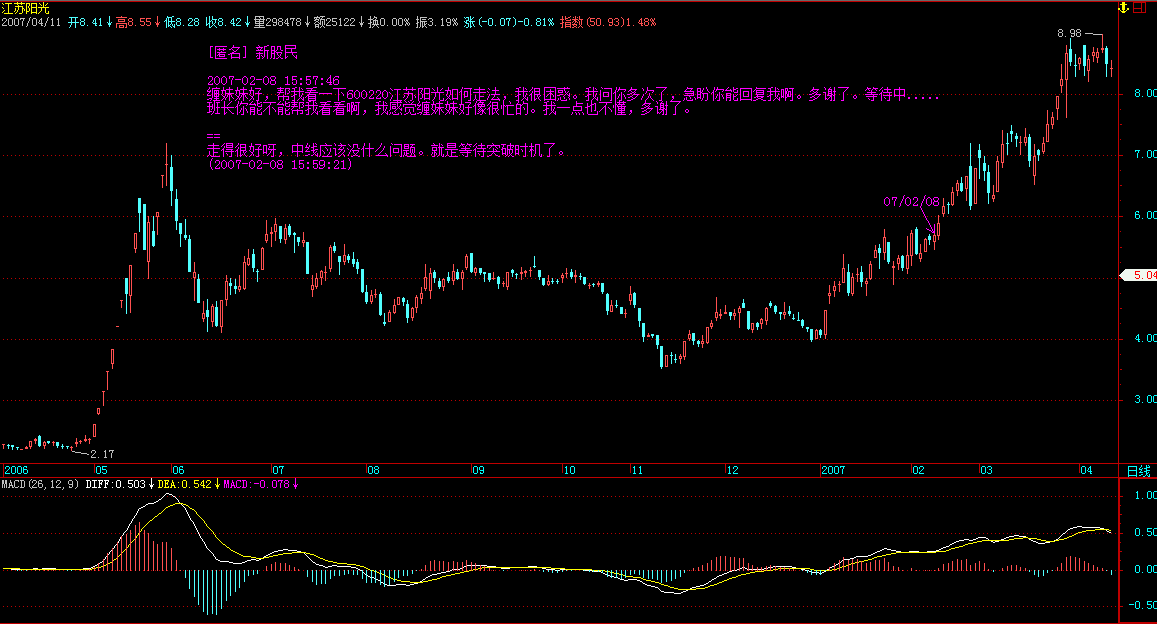 江苏阳光
2007/04/11 开8.41↓高8.55↓低8.28 收8.42↓量298478↓额25122↓换0.00% 振3.19% 涨(-0.07)-0.81% 指数(50.93)1.48%
8.98
[匿名] 新股民
2007-02-08 15:57:46
缠妹妹好，帮我看一下600220江苏阳光如何走法，我很困惑。我问你多次了，急盼你能回复我啊。多谢了。等待中.....
班长你能不能帮我看看啊，我感觉缠妹妹好像很忙的。我一点也不懂，多谢了。
==
走得很好呀，中线应该没什么问题。就是等待突破时机了。
(2007-02-08 15:59:21)
8.00
7.00
07/02/08
6.00
5.04
4.00
3.00
2.17
2006 05 06 07 08 09 10 11 12 2007 02 03 04 日线
MACD(26,12,9) DIFF:0.503↓DEA:0.542↓MACD:-0.078↓
1.00
0.50
0.00
-0.50